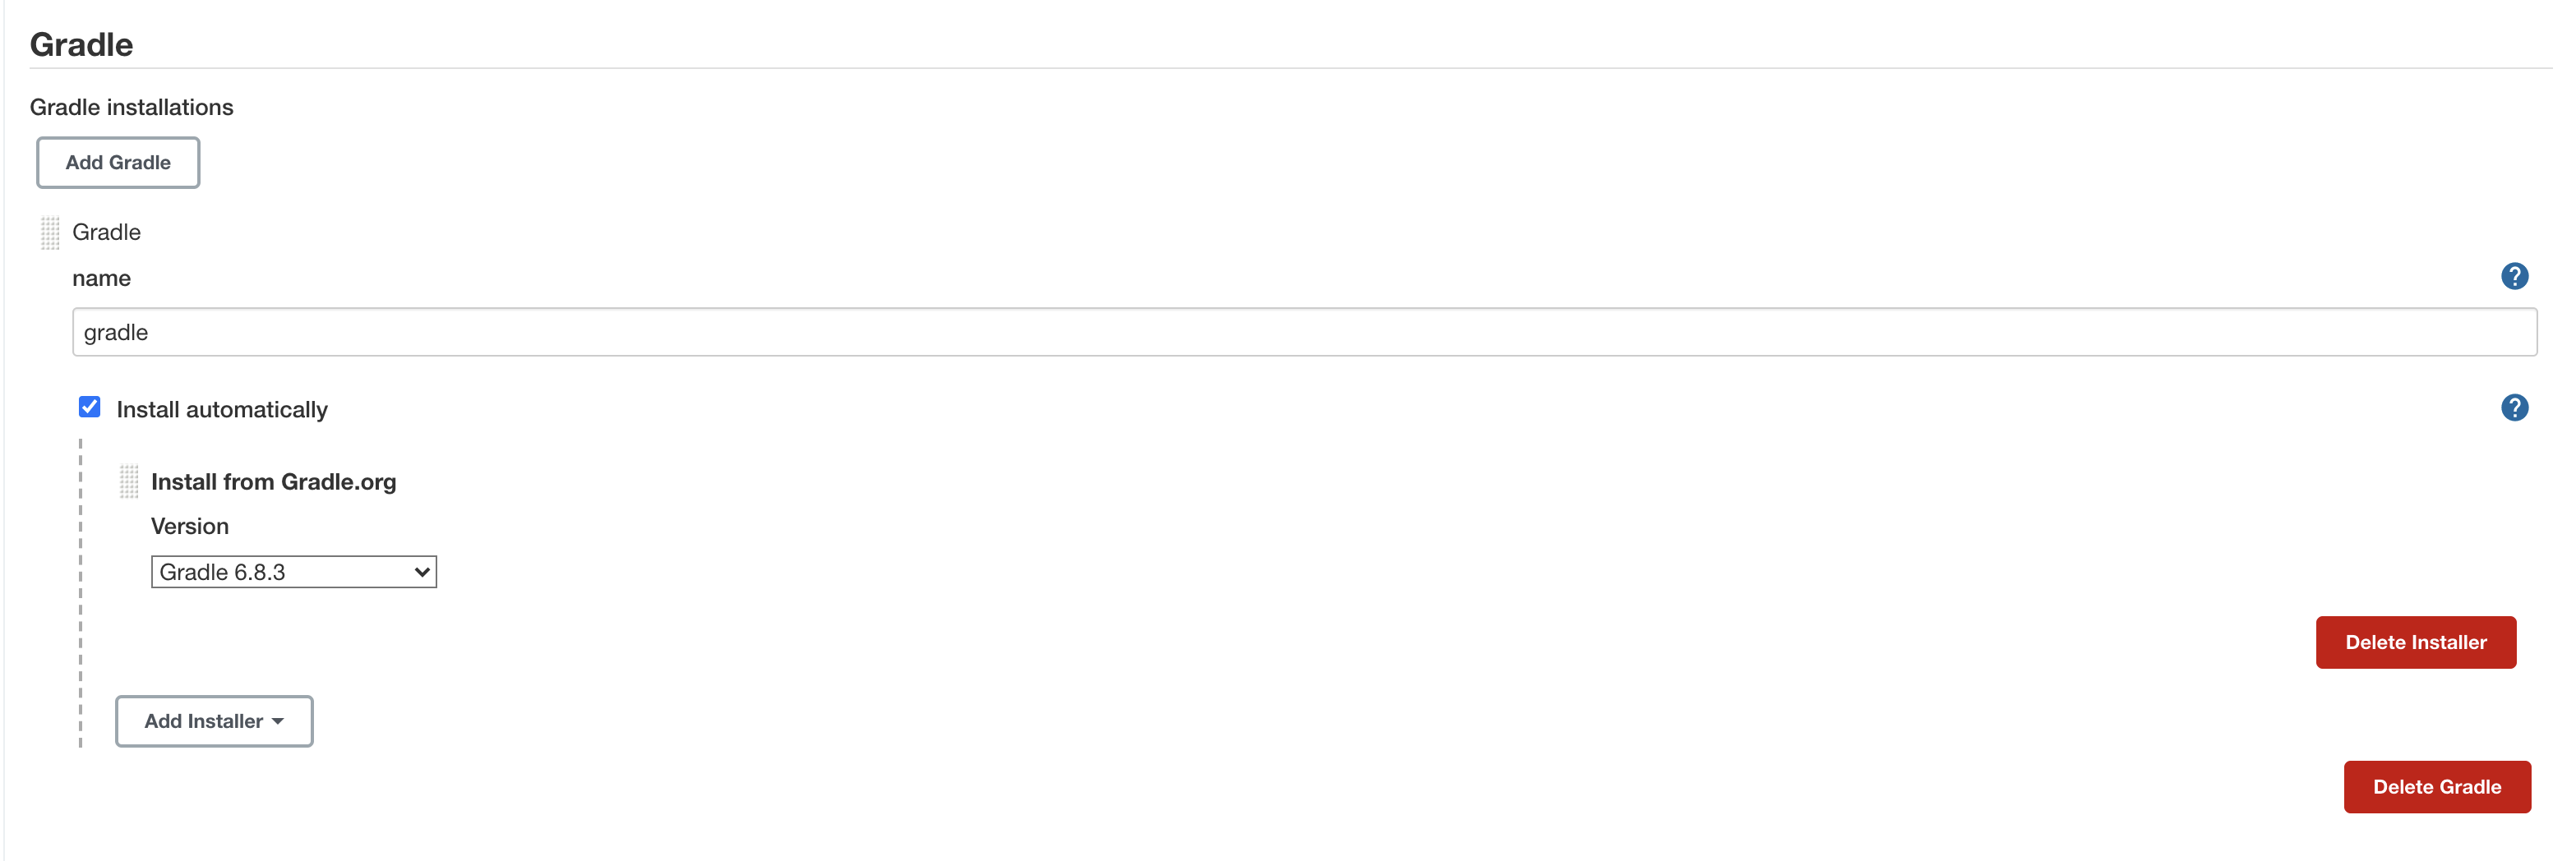 Gradle
Gradle installations
Add Gradle
Gradle
name
?
gradle
Install automatically
?
Install from Gradle.org
Version
Gradle 6.8.3
Delete Installer
Add Installer
Delete Gradle